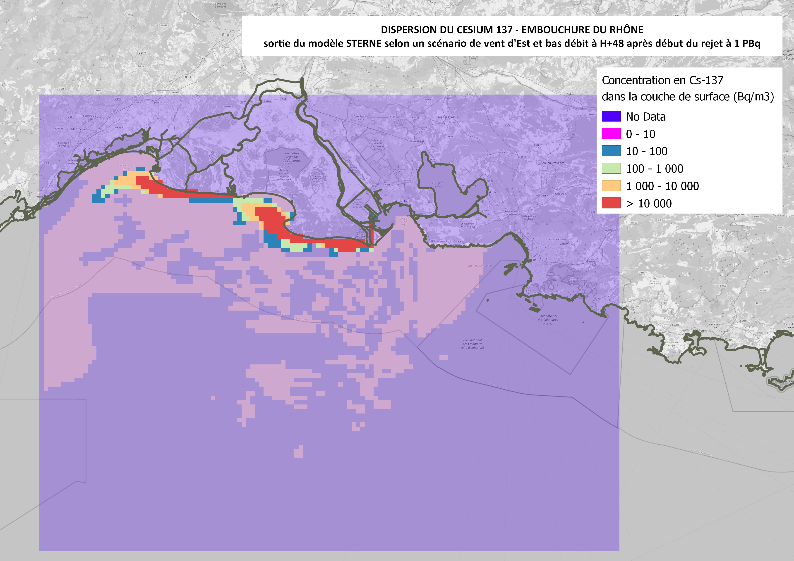 DISPERSION DU CESIUM 137 - EMBOUCHURE DU RHÔNE
sortie du modèle STERNE selon un scénario de vent d'Est et bas débit à H+48 après début du rejet à 1 PBq
Concentration en Cs-137
dans la couche de surface (Bq/m3)
No Data
0 - 10
10 - 100
100 - 1 000
1 000 - 10 000
> 10 000